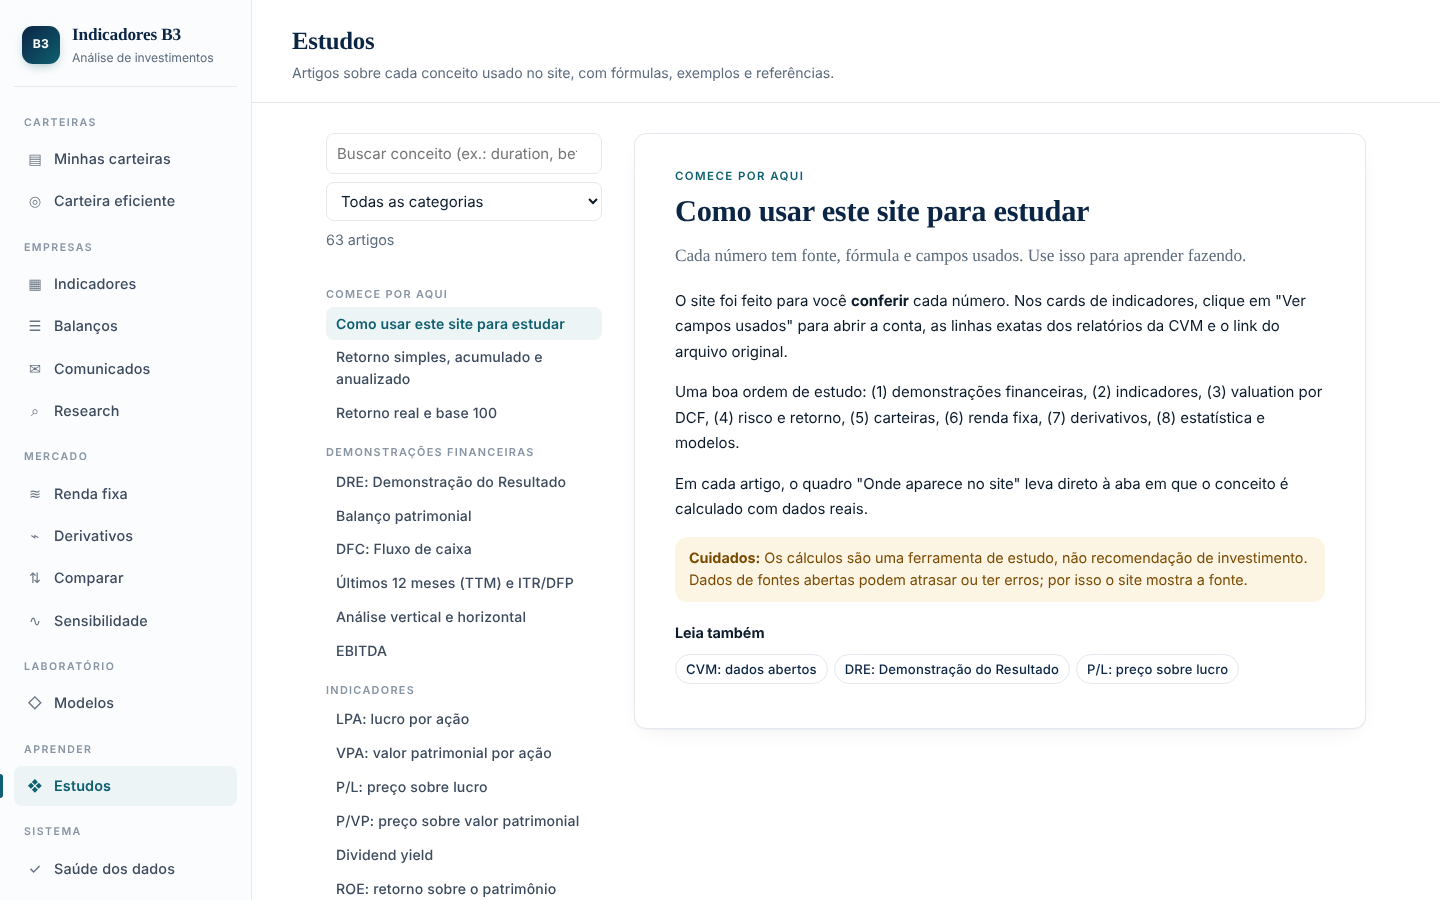 B3
Indicadores B3
Análise de investimentos
CARTEIRAS
Minhas carteiras
Carteira eficiente
EMPRESAS
Indicadores
Balanços
Comunicados
Research
MERCADO
Renda fixa
Derivativos
Comparar
Sensibilidade
LABORATÓRIO
Modelos
APRENDER
Estudos
SISTEMA
Saúde dos dados
Estudos
Artigos sobre cada conceito usado no site, com fórmulas, exemplos e referências.
Buscar conceito (ex.: duration, be
Todas as categorias
63 artigos
COMECE POR AQUI
Como usar este site para estudar
Retorno simples, acumulado e
anualizado
Retorno real e base 100
DEMONSTRAÇÕES FINANCEIRAS
DRE: Demonstração do Resultado
Balanço patrimonial
DFC: Fluxo de caixa
Últimos 12 meses (TTM) e ITR/DFP
Análise vertical e horizontal
EBITDA
INDICADORES
LPA: lucro por ação
VPA: valor patrimonial por ação
P/L: preço sobre lucro
P/VP: preço sobre valor patrimonial
Dividend yield
ROE: retorno sobre o patrimônio
COMECE POR AQUI
Como usar este site para estudar
Cada número tem fonte, fórmula e campos usados. Use isso para aprender fazendo.
O site foi feito para você conferir cada número. Nos cards de indicadores, clique em "Ver
campos usados" para abrir a conta, as linhas exatas dos relatórios da CVM e o link do
arquivo original.
Uma boa ordem de estudo: (1) demonstrações financeiras, (2) indicadores, (3) valuation por
DCF, (4) risco e retorno, (5) carteiras, (6) renda fixa, (7) derivativos, (8) estatística e
modelos.
Em cada artigo, o quadro "Onde aparece no site" leva direto à aba em que o conceito é
calculado com dados reais.
Cuidados: Os cálculos são uma ferramenta de estudo, não recomendação de investimento.
Dados de fontes abertas podem atrasar ou ter erros; por isso o site mostra a fonte.
Leia também
CVM: dados abertos
DRE: Demonstração do Resultado
P/L: preço sobre lucro